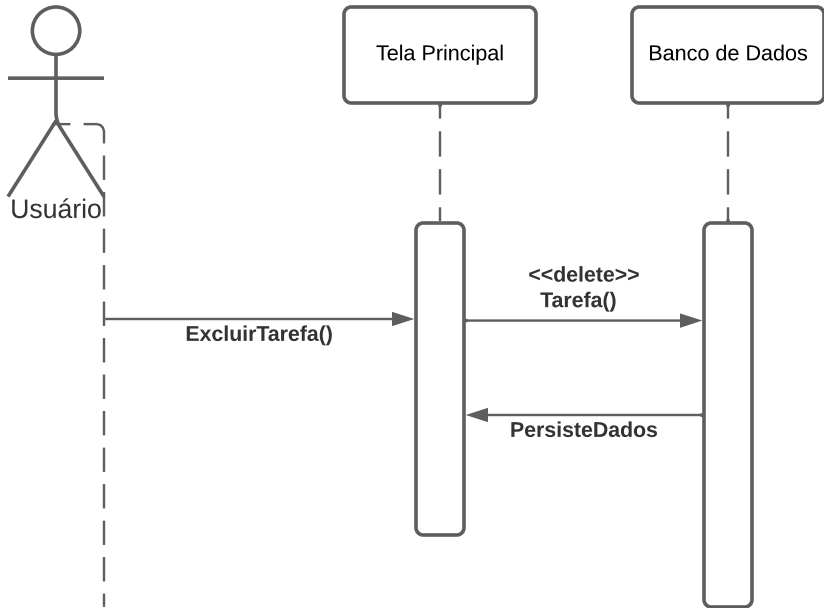 Tela Principal
Banco de Dados
Usuário
<<delete>>
Tarefa()
ExcluirTarefa()
PersisteDados